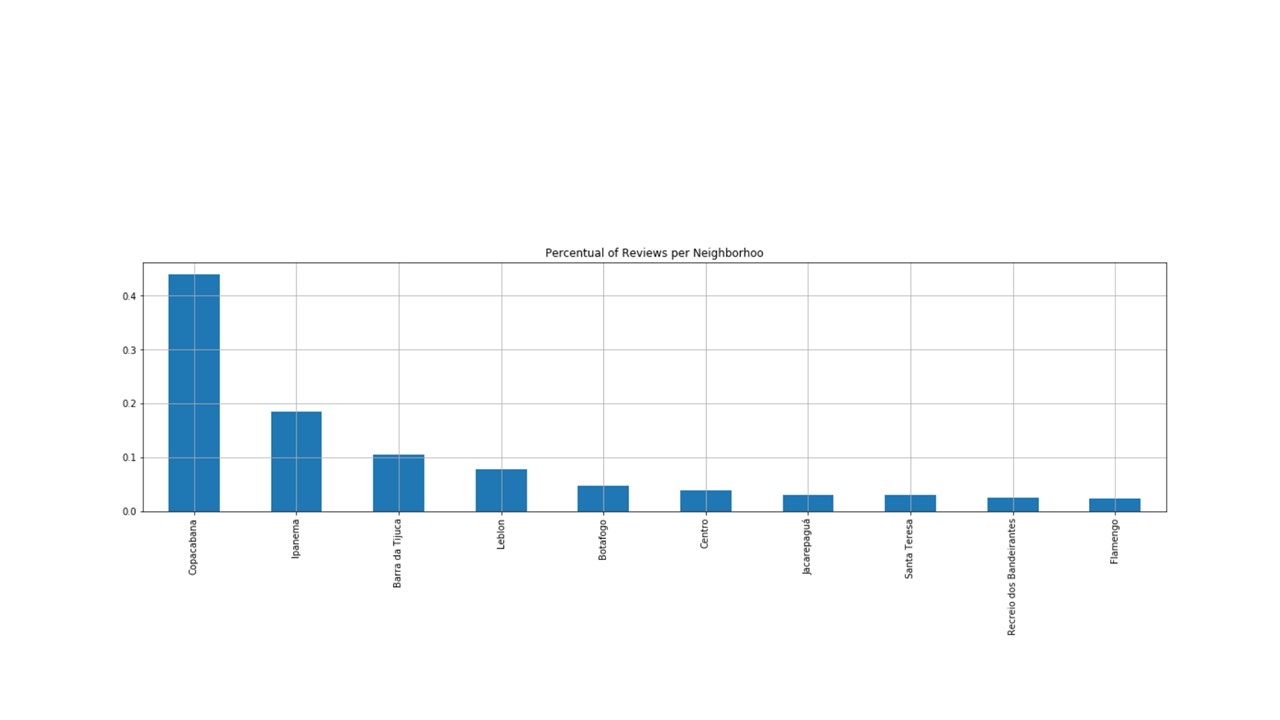 Percentual of Reviews per Neighborhoo
0.4
0.3
0.2
0.1
0.0
Copacabana
Ipanema
Barra da Tijuca
Leblon
Botafogo
Centro
Jacarepaguá
Santa Teresa
Recreio dos Bandeirantes
Flamengo